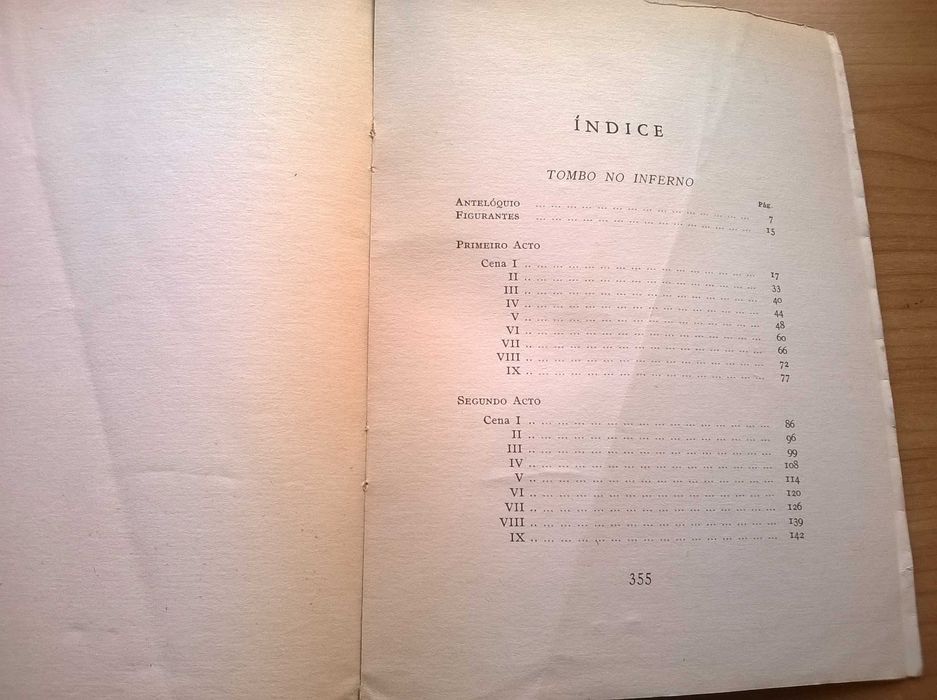 ÍNDICE
TOMBO NO INFERNO
Pág.
ANTELÓQUIO .. ... ... ... ... ... ... ... ... ... ... ... ... ... 7
FIGURANTES ... ... ... ... ... ... ... ... ... ... ... ... ... ... 15
PRIMEIRO ACTO
Cena I .. ... ... ... ... ... ... ... ... ... ... ... ... ... ... 17
II .. ... ... ... ... ... ... ... ... ... ... ... ... ... ... 33
III .. ... ... ... ... ... ... ... ... ... ... ... ... ... ... 40
IV .. ... ... ... ... ... ... ... ... ... ... ... ... ... ... 44
V .. ... ... ... ... ... ... ... ... ... ... ... ... ... ... 48
VI .. ... ... ... ... ... ... ... ... ... ... ... ... ... ... 60
VII .. ... ... ... ... ... ... ... ... ... ... ... ... ... ... 66
VIII .. ... ... ... ... ... ... ... ... ... ... ... ... ... ... 72
IX .. ... ... ... ... ... ... ... ... ... ... ... ... ... ... 77
SEGUNDO ACTO
Cena I .. ... ... ... ... ... ... ... ... ... ... ... ... ... ... 86
II .. ... ... ... ... ... ... ... ... ... ... ... ... ... ... 96
III .. ... ... ... ... ... ... ... ... ... ... ... ... ... ... 99
IV .. ... ... ... ... ... ... ... ... ... ... ... ... ... ... 108
V .. ... ... ... ... ... ... ... ... ... ... ... ... ... ... 114
VI .. ... ... ... ... ... ... ... ... ... ... ... ... ... ... 120
VII .. ... ... ... ... ... ... ... ... ... ... ... ... ... ... 126
VIII .. ... ... ... ... ... ... ... ... ... ... ... ... ... ... 139
IX .. ... ... ... ... ... ... ... ... ... ... ... ... ... ... 142
355